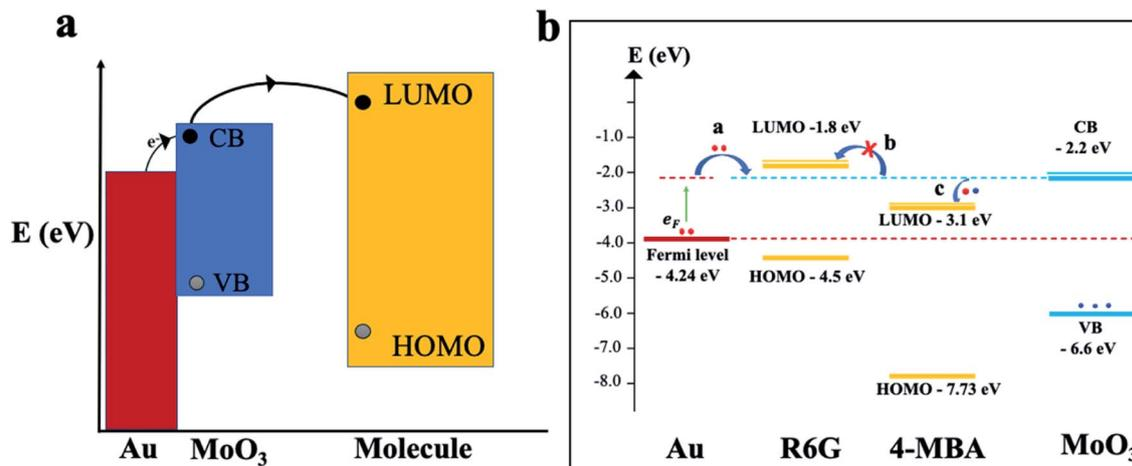 a
E (eV)
e-
CB
VB
LUMO
HOMO
Au
MoO₃
Molecule
b
E (eV)
-1.0
-2.0
-3.0
-4.0
-5.0
-6.0
-7.0
-8.0
a
LUMO -1.8 eV
b
CB
- 2.2 eV
c
LUMO - 3.1 eV
eF
Fermi level
- 4.24 eV
HOMO - 4.5 eV
VB
- 6.6 eV
HOMO - 7.73 eV
Au
R6G
4-MBA
MoO₃